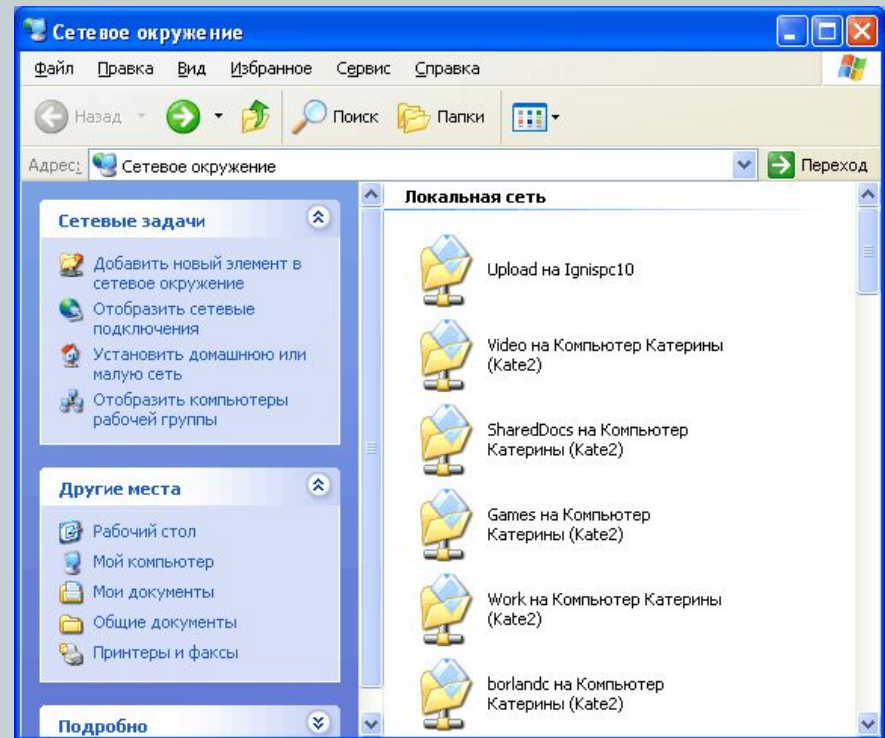 Сетевое окружение
Файл Правка Вид Избранное Сервис Справка
Назад Поиск Папки
Адрес: Сетевое окружение Переход
Сетевые задачи
Добавить новый элемент в
сетевое окружение
Отобразить сетевые
подключения
Установить домашнюю или
малую сеть
Отобразить компьютеры
рабочей группы
Другие места
Рабочий стол
Мой компьютер
Мои документы
Общие документы
Принтеры и факсы
Подробно
Локальная сеть
Upload на Ignispc10
Video на Компьютер Катерины
(Kate2)
SharedDocs на Компьютер
Катерины (Kate2)
Games на Компьютер
Катерины (Kate2)
Work на Компьютер Катерины
(Kate2)
borlandc на Компьютер
Катерины (Kate2)